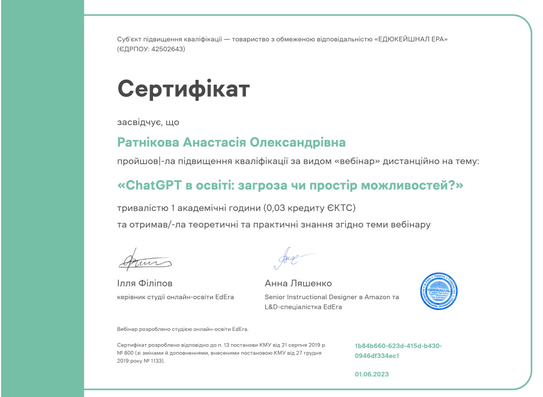 Суб'єкт підвищення кваліфікації — товариство з обмеженою відповідальністю «ЕДЮКЕЙШНАЛ ЕРА»
(ЄДРПОУ: 42502643)
Сертифікат
засвідчує, що
Ратнікова Анастасія Олександрівна
пройшов|-ла підвищення кваліфікації за видом «вебінар» дистанційно на тему:
«ChatGPT в освіті: загроза чи простір можливостей?»
тривалістю 1 академічні години (0,03 кредиту ЄКТС)
та отримав/-ла теоретичні та практичні знання згідно теми вебінару
Ілля Філіпов
керівник студії онлайн-освіти EdEra
Анна Ляшенко
Senior Instructional Designer в Amazon та
L&D-спеціалістка EdEra
Вебінар розроблено студією онлайн-освіти EdEra.
Сертифікат розроблено відповідно до п. 13 постанови КМУ від 21 серпня 2019 р.
№ 800 (зі змінами й доповненнями, внесеними постановою КМУ від 27 грудня
2019 року № 1133).
1b84b660-623d-415d-b430-
0946df334ec1
01.06.2023